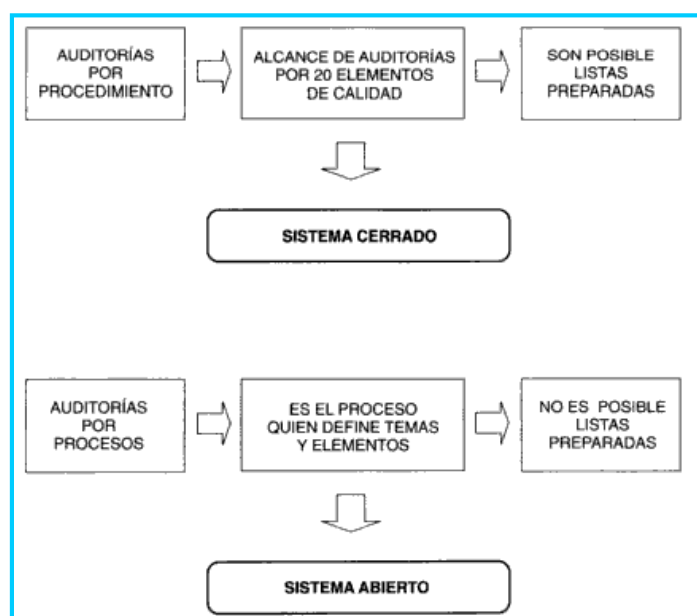 AUDITORÍAS
POR
PROCEDIMIENTO
ALCANCE DE AUDITORÍAS
POR 20 ELEMENTOS
DE CALIDAD
SON POSIBLE
LISTAS
PREPARADAS
SISTEMA CERRADO
AUDITORÍAS
POR
PROCESOS
ES EL PROCESO
QUIEN DEFINE TEMAS
Y ELEMENTOS
NO ES POSIBLE
LISTAS
PREPARADAS
SISTEMA ABIERTO